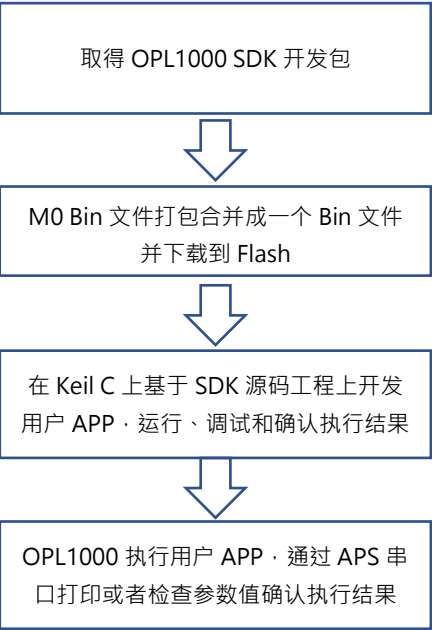 取得 OPL1000 SDK 开发包
M0 Bin 文件打包合并成一个 Bin 文件
并下载到 Flash
在 Keil C 上基于 SDK 源码工程上开发
用户 APP，运行、调试和确认执行结果
OPL1000 执行用户 APP，通过 APS 串
口打印或者检查参数值确认执行结果